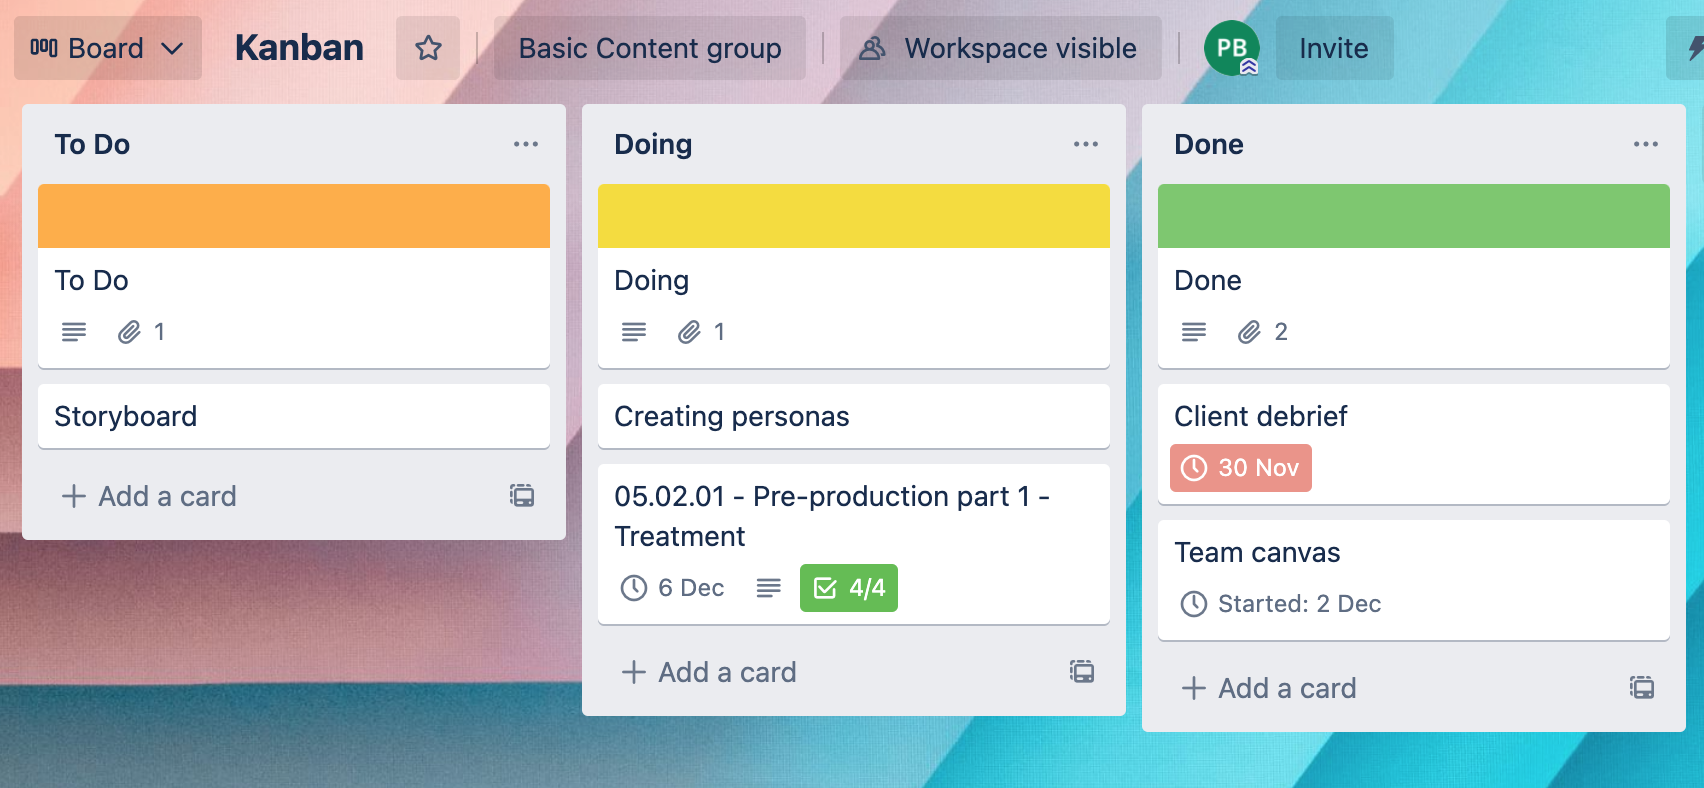 Board
Kanban
Basic Content group
Workspace visible
PB
Invite
To Do
To Do
1
Storyboard
Add a card
Doing
Doing
1
Creating personas
05.02.01 - Pre-production part 1 -
Treatment
6 Dec
4/4
Add a card
Done
Done
2
Client debrief
30 Nov
Team canvas
Started: 2 Dec
Add a card